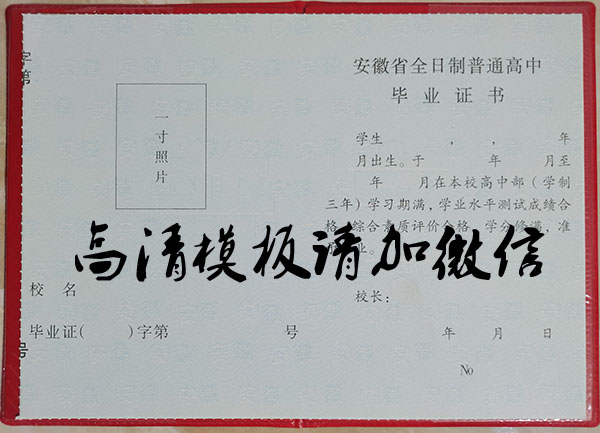 字
第
一
寸
照
片
校 名
毕业证( )字第 号
号
安徽省全日制普通高中
毕 业 证 书
学生 , , 年
月出生。于 年 月至
年 月在本校高中部(学制
三年)学习期满,学业水平测试成绩合
格,综合素质评价合格,学分修满,准
业。
高清模板请加微信
校长:
年 月 日
No